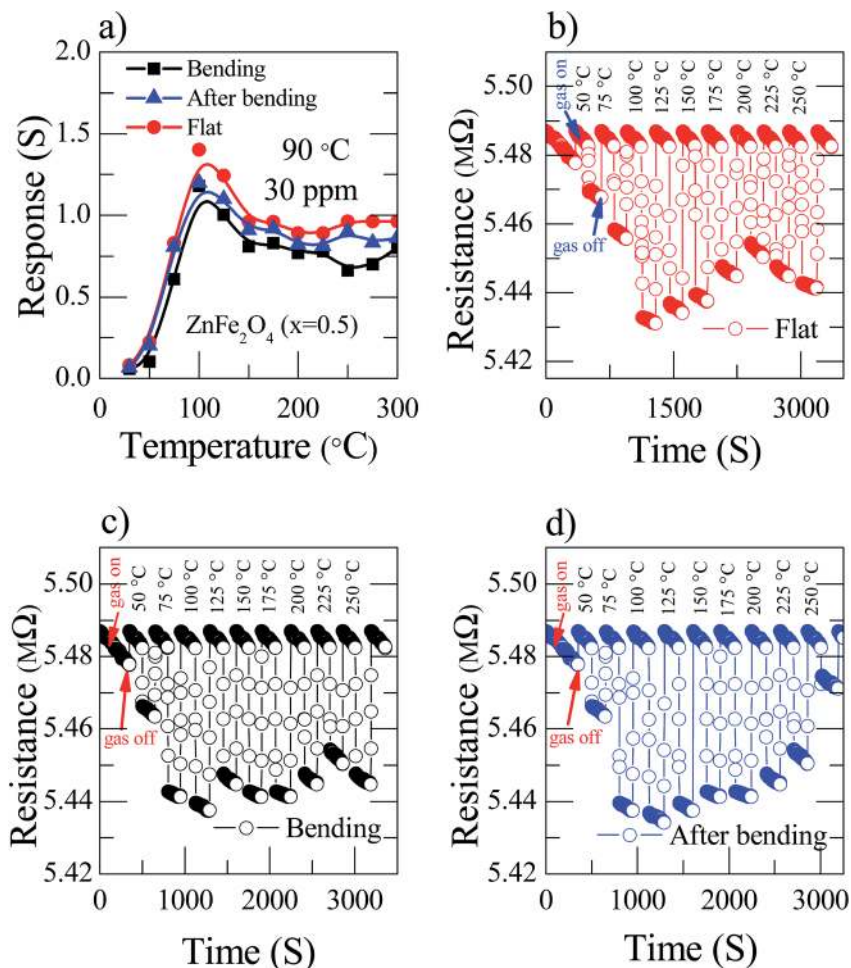 a)
Response (S)
2.0
1.5
1.0
0.5
0.0
Bending
After bending
Flat
90 °C
30 ppm
ZnFe2O4 (x=0.5)
0 100 200 300
Temperature (°C)
b)
Resistance (MΩ)
5.50
5.48
5.46
5.44
5.42
gas on
50 °C
75 °C
100 °C
125 °C
150 °C
175 °C
200 °C
225 °C
250 °C
gas off
Flat
0 1500 3000
Time (S)
c)
Resistance (MΩ)
5.50
5.48
5.46
5.44
5.42
gas on
50 °C
75 °C
100 °C
125 °C
150 °C
175 °C
200 °C
225 °C
250 °C
gas off
Bending
0 1000 2000 3000
Time (S)
d)
Resistance (MΩ)
5.50
5.48
5.46
5.44
5.42
gas on
50 °C
75 °C
100 °C
125 °C
150 °C
175 °C
200 °C
225 °C
250 °C
gas off
After bending
0 1000 2000 3000
Time (S)